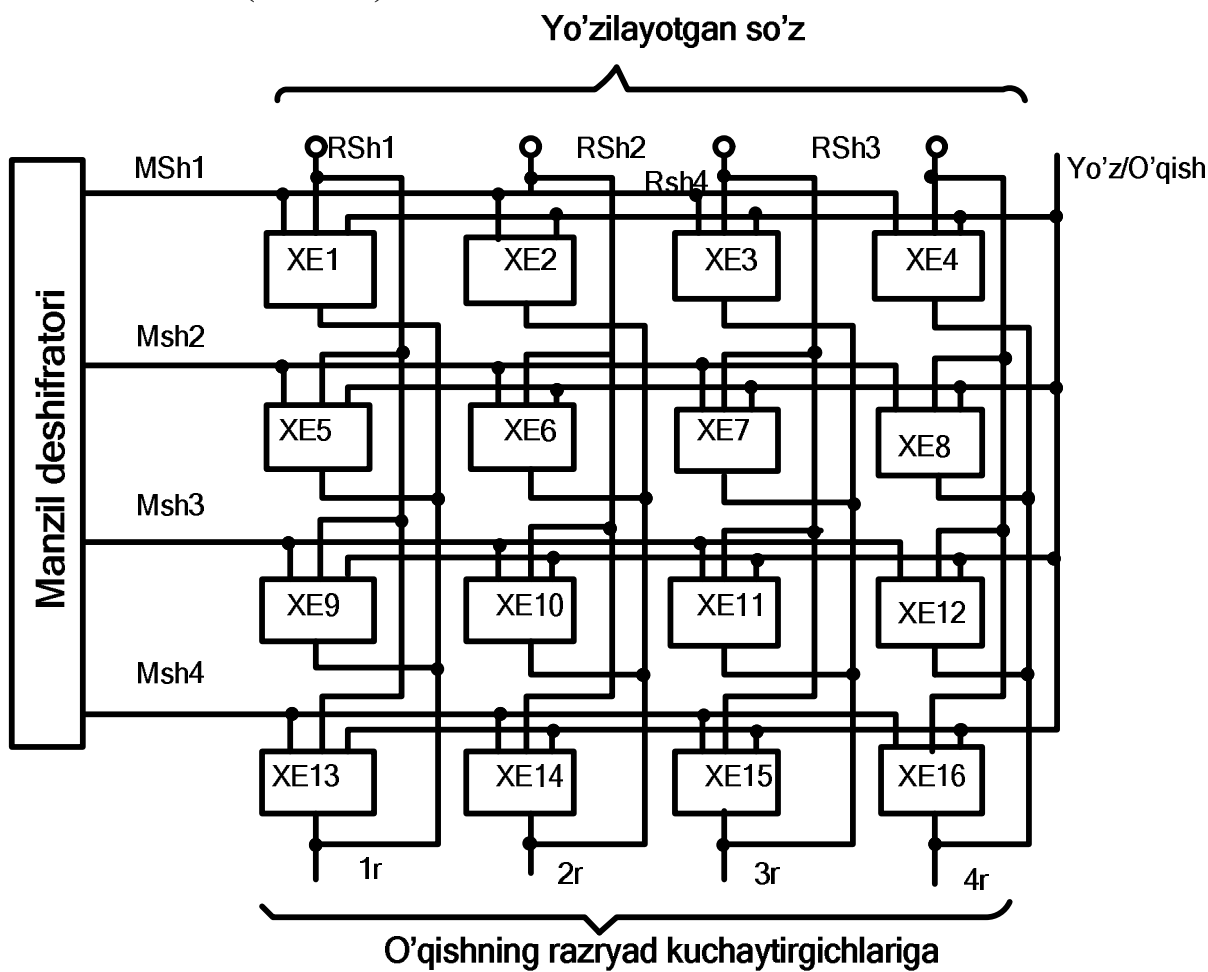 Yo’zilayotgan so’z
RSh1 RSh2 RSh3
MSh1 Rsh4 Yo’z/O’qish
XE1 XE2 XE3 XE4
Manzil deshifratori
Msh2
XE5 XE6 XE7 XE8
Msh3
XE9 XE10 XE11 XE12
Msh4
XE13 XE14 XE15 XE16
1r 2r 3r 4r
O’qishning razryad kuchaytirgichlariga